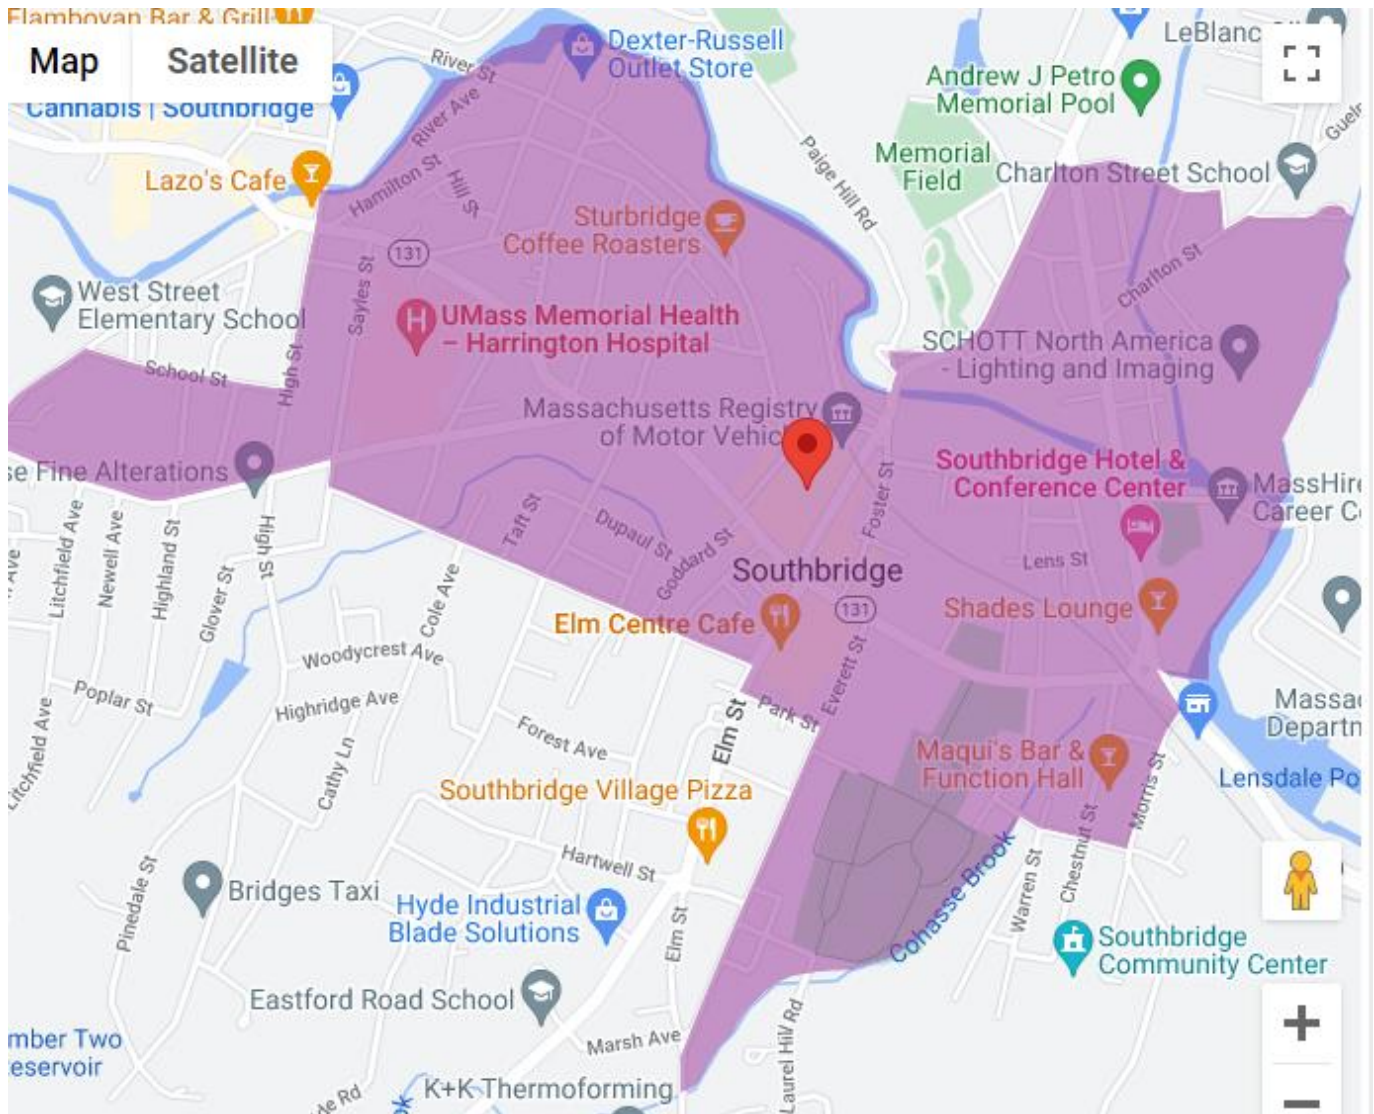 Flamboyan Bar & Grill
Map
Satellite
Cannabis | Southbridge
River St
River Ave
Dexter-Russell
Outlet Store
LeBlanc
Andrew J Petro
Memorial Pool
Paige Hill Rd
Memorial
Field
Charlton Street School
Lazo's Cafe
Hamilton St
Hill St
Sturbridge
Coffee Roasters
131
Sayles St
Charlton St
West Street
Elementary School
UMass Memorial Health
– Harrington Hospital
SCHOTT North America
- Lighting and Imaging
School St
High St
Massachusetts Registry
of Motor Vehic
se Fine Alterations
Foster St
Southbridge Hotel &
Conference Center
MassHire
Career C
Litchfield Ave
Newell Ave
Highland St
Glover St
High St
Taft St
Dupaul St
Goddard St
Cole Ave
Southbridge
Lens St
Elm Centre Cafe
131
Shades Lounge
Everett St
Woodycrest Ave
Poplar St
Highridge Ave
Park St
Elm St
Forest Ave
Litchfield Ave
Cathy Ln
Massa
Departn
Maqui's Bar &
Function Hall
Lensdale Po
Southbridge Village Pizza
Morris St
Chestnut St
Warren St
Hartwell St
Pinedale St
Bridges Taxi
Hyde Industrial
Blade Solutions
Elm St
Cohasse Brook
Southbridge
Community Center
Eastford Road School
Marsh Ave
Laurel Hill Rd
mber Two
eservoir
K+K Thermoforming
de Rd